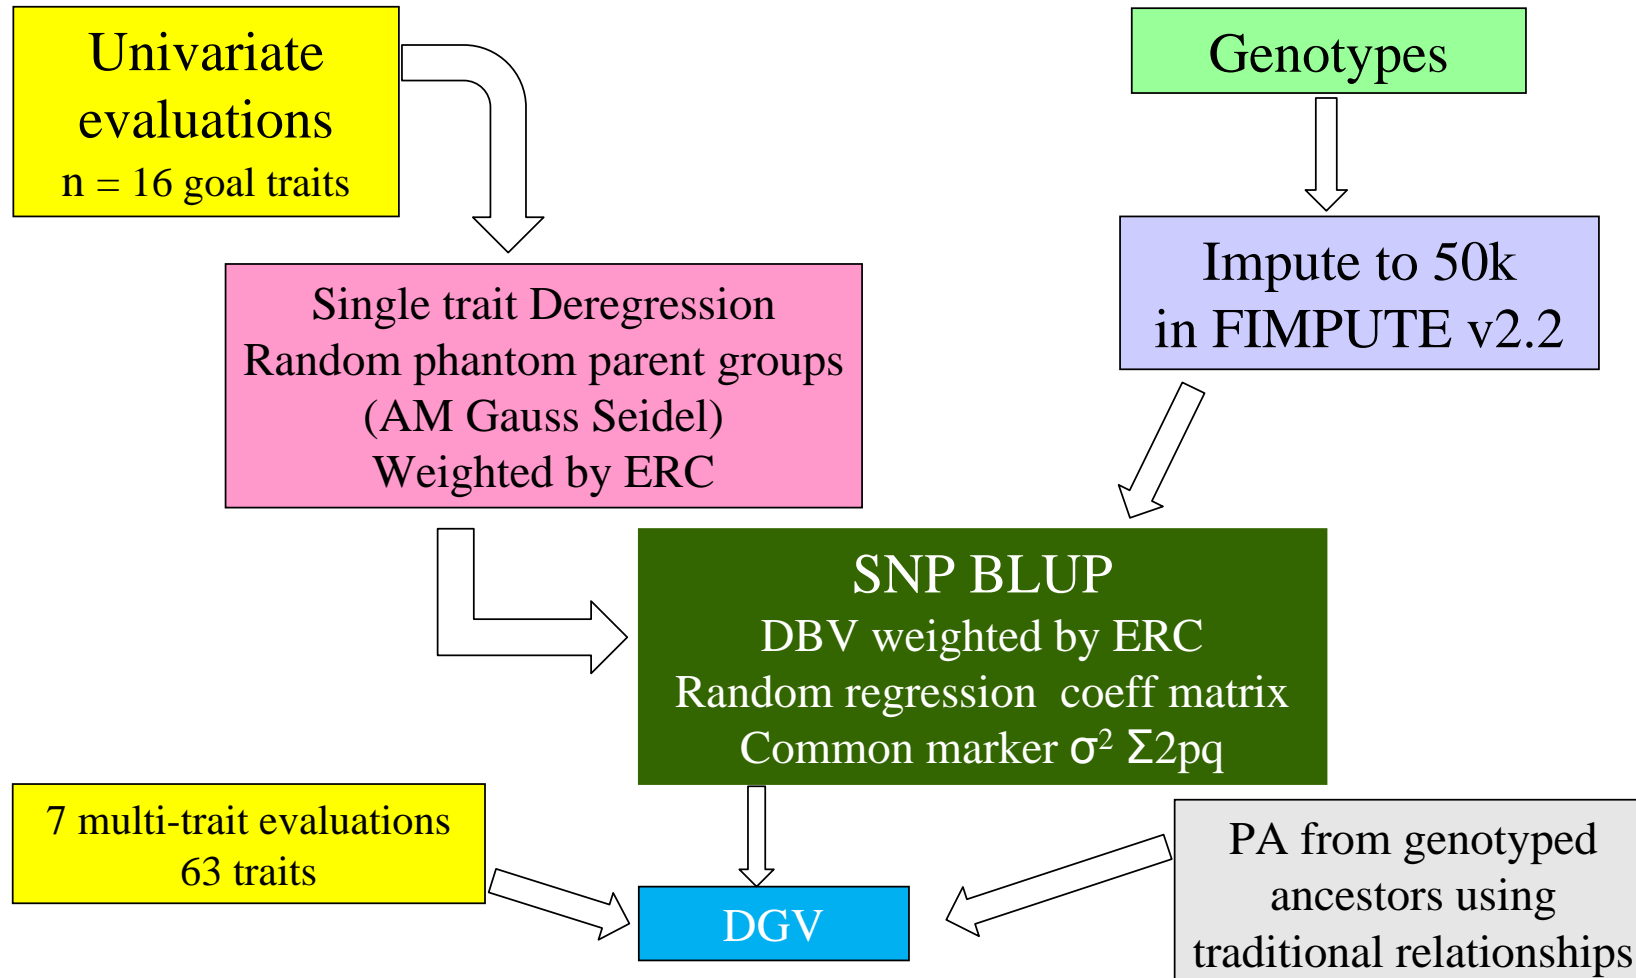 Univariate
evaluations
n = 16 goal traits
Genotypes
Impute to 50k
in FIMPUTE v2.2
Single trait Deregression
Random phantom parent groups
(AM Gauss Seidel)
Weighted by ERC
SNP BLUP
DBV weighted by ERC
Random regression coeff matrix
Common marker σ² Σ2pq
7 multi-trait evaluations
63 traits
DGV
PA from genotyped
ancestors using
traditional relationships